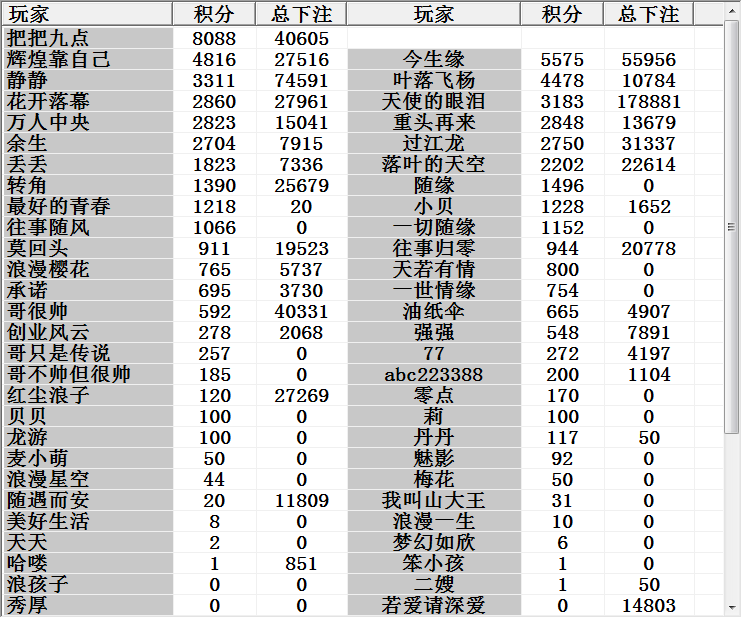 玩家 积分 总下注 玩家 积分 总下注
把把九点 8088 40605
辉煌靠自己 4816 27516 今生缘 5575 55956
静静 3311 74591 叶落飞杨 4478 10784
花开落幕 2860 27961 天使的眼泪 3183 178881
万人中央 2823 15041 重头再来 2848 13679
余生 2704 7915 过江龙 2750 31337
丢丢 1823 7336 落叶的天空 2202 22614
转角 1390 25679 随缘 1496 0
最好的青春 1218 20 小贝 1228 1652
往事随风 1066 0 一切随缘 1152 0
莫回头 911 19523 往事归零 944 20778
浪漫樱花 765 5737 天若有情 800 0
承诺 695 3730 一世情缘 754 0
哥很帅 592 40331 油纸伞 665 4907
创业风云 278 2068 强强 548 7891
哥只是传说 257 0 77 272 4197
哥不帅但很帅 185 0 abc223388 200 1104
红尘浪子 120 27269 零点 170 0
贝贝 100 0 莉 100 0
龙游 100 0 丹丹 117 50
麦小萌 50 0 魅影 92 0
浪漫星空 44 0 梅花 50 0
随遇而安 20 11809 我叫山大王 31 0
美好生活 8 0 浪漫一生 10 0
天天 2 0 梦幻如欣 6 0
哈喽 1 851 笨小孩 1 0
浪孩子 0 0 二嫂 1 50
秀厚 0 0 若爱请深爱 0 14803